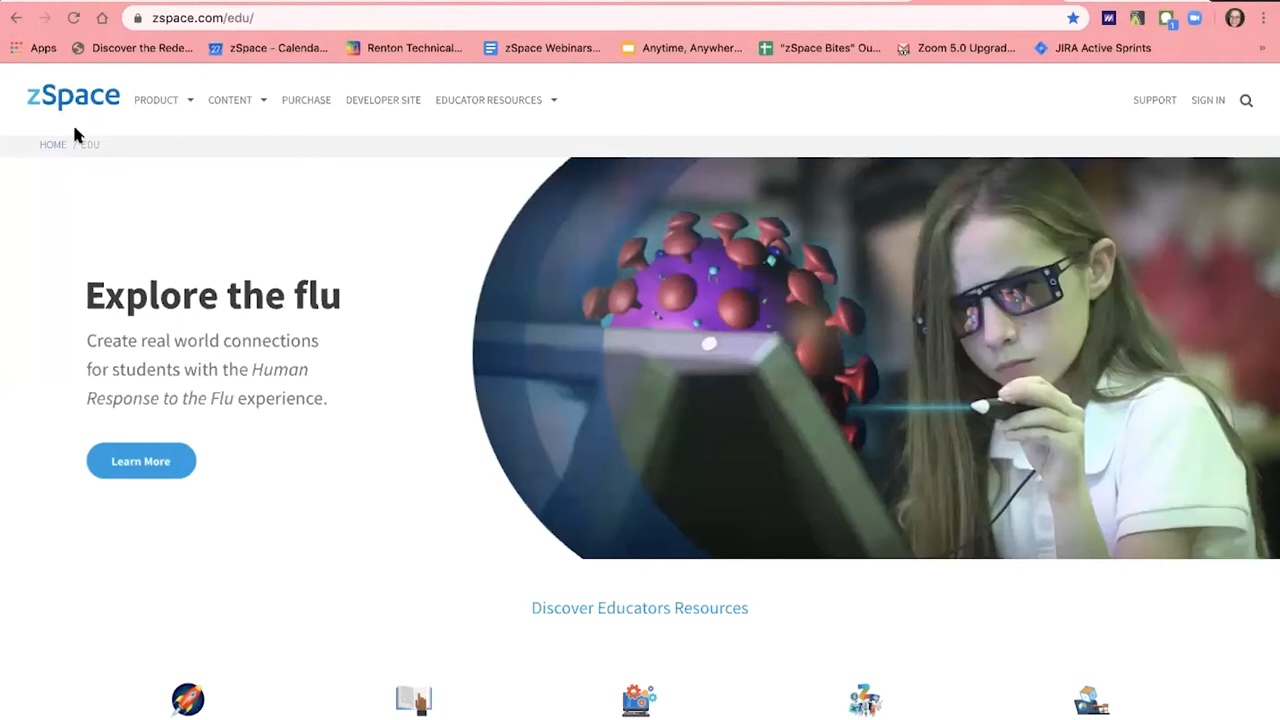 zspace.com/edu/
Apps Discover the Rede... zSpace - Calenda... Renton Technical... zSpace Webinars... Anytime, Anywher... "zSpace Bites" Ou... Zoom 5.0 Upgrad... JIRA Active Sprints »
zSpace PRODUCT CONTENT PURCHASE DEVELOPER SITE EDUCATOR RESOURCES SUPPORT SIGN IN
HOME / EDU
Explore the flu
Create real world connections
for students with the Human
Response to the Flu experience.
Learn More
Discover Educators Resources